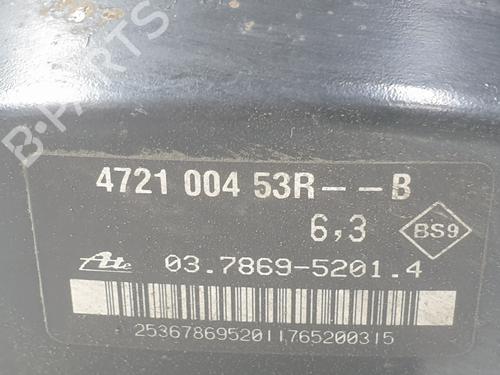 B-PARTS
4721 004 53R--B
6,3
BS9
Ate 03.7869-5201.4
25367869520117652003​15